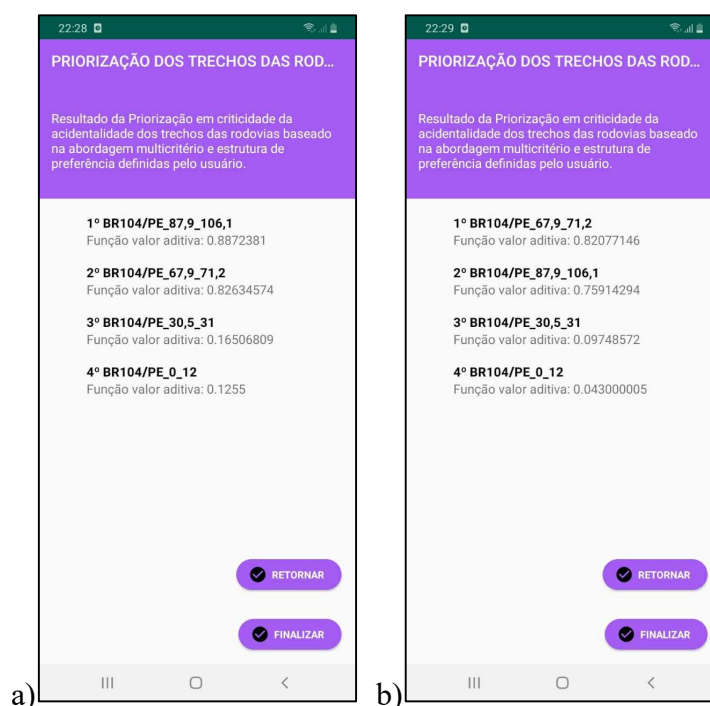 22:28
PRIORIZAÇÃO DOS TRECHOS DAS ROD...
Resultado da Priorização em criticidade da
acidentalidade dos trechos das rodovias baseado
na abordagem multicritério e estrutura de
preferência definidas pelo usuário.
1º BR104/PE_87,9_106,1
Função valor aditiva: 0.8872381
2º BR104/PE_67,9_71,2
Função valor aditiva: 0.82634574
3º BR104/PE_30,5_31
Função valor aditiva: 0.16506809
4º BR104/PE_0_12
Função valor aditiva: 0.1255
RETORNAR
FINALIZAR
a)
22:29
PRIORIZAÇÃO DOS TRECHOS DAS ROD...
Resultado da Priorização em criticidade da
acidentalidade dos trechos das rodovias baseado
na abordagem multicritério e estrutura de
preferência definidas pelo usuário.
1º BR104/PE_67,9_71,2
Função valor aditiva: 0.82077146
2º BR104/PE_87,9_106,1
Função valor aditiva: 0.75914294
3º BR104/PE_30,5_31
Função valor aditiva: 0.09748572
4º BR104/PE_0_12
Função valor aditiva: 0.043000005
RETORNAR
FINALIZAR
b)